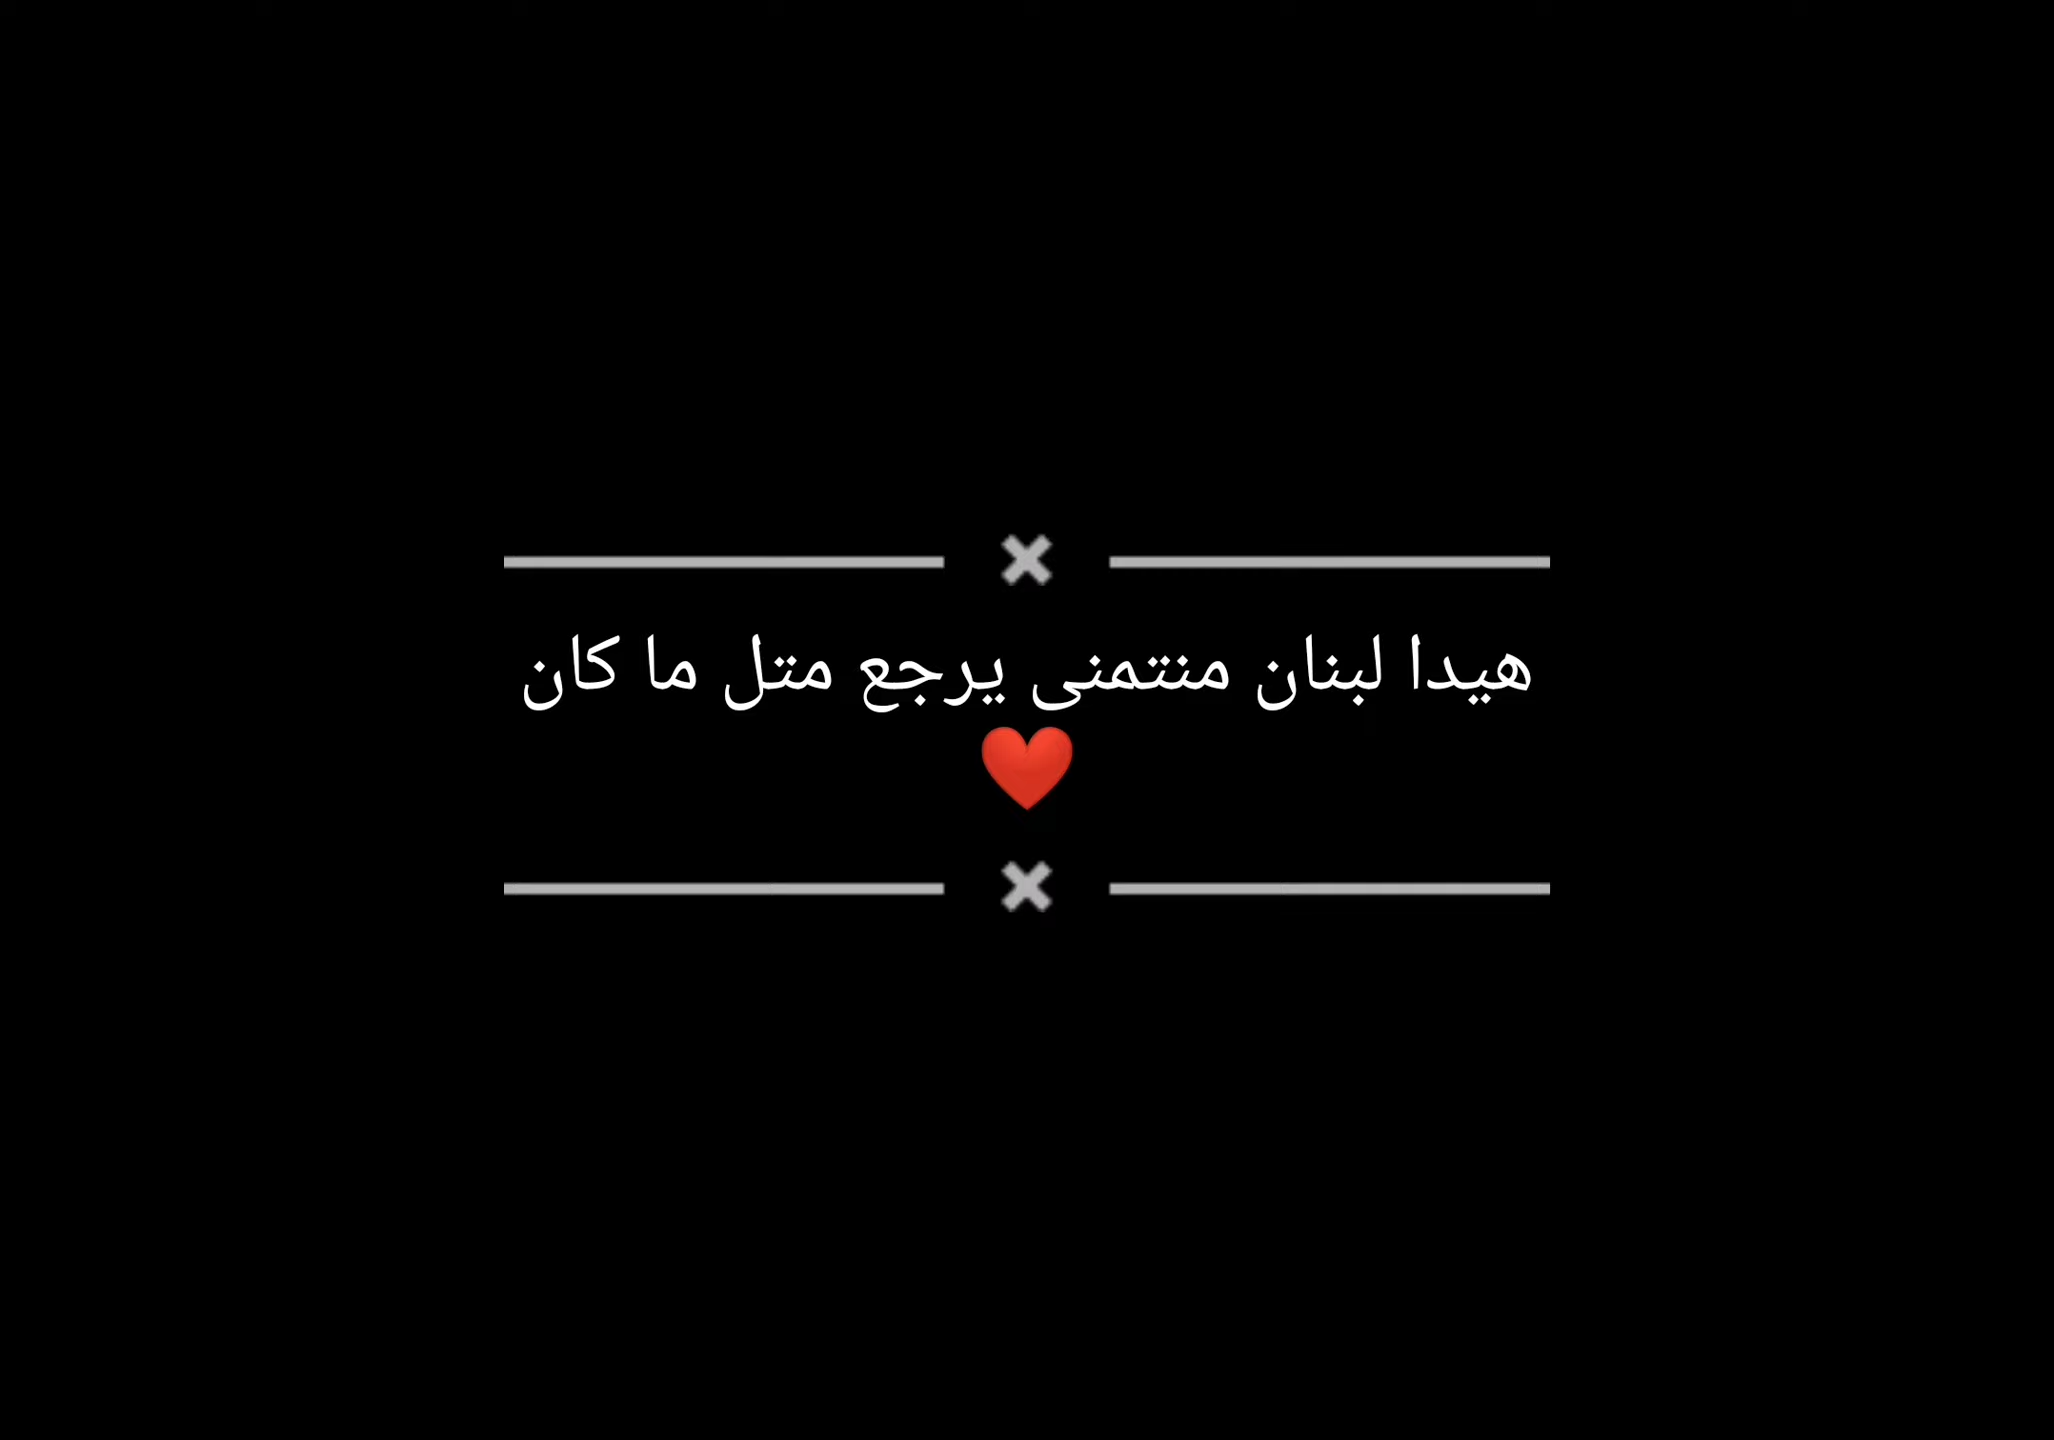 هيدا لبنان منتمنى يرجع متل ما كان
❤️